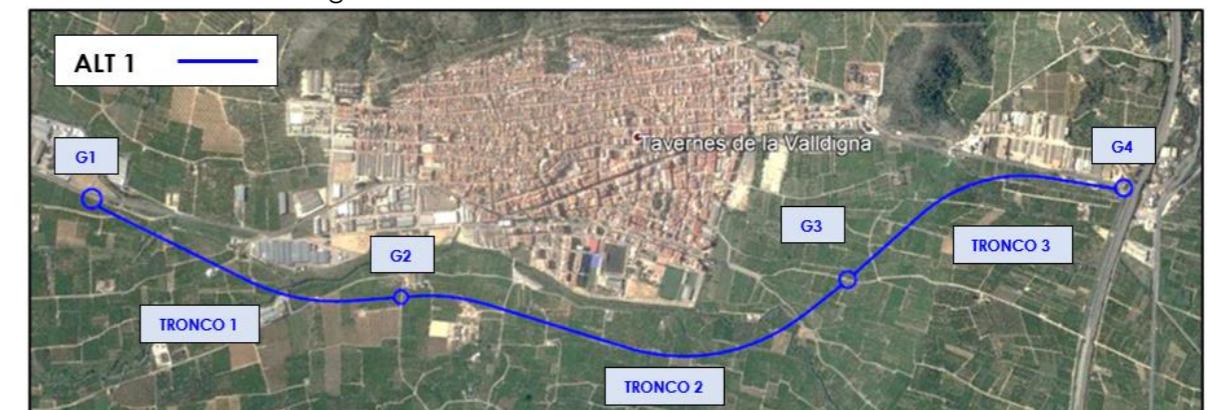 ALT 1
Tavernes de la Valldigna
G1
G4
G3
G2
TRONCO 3
TRONCO 1
TRONCO 2